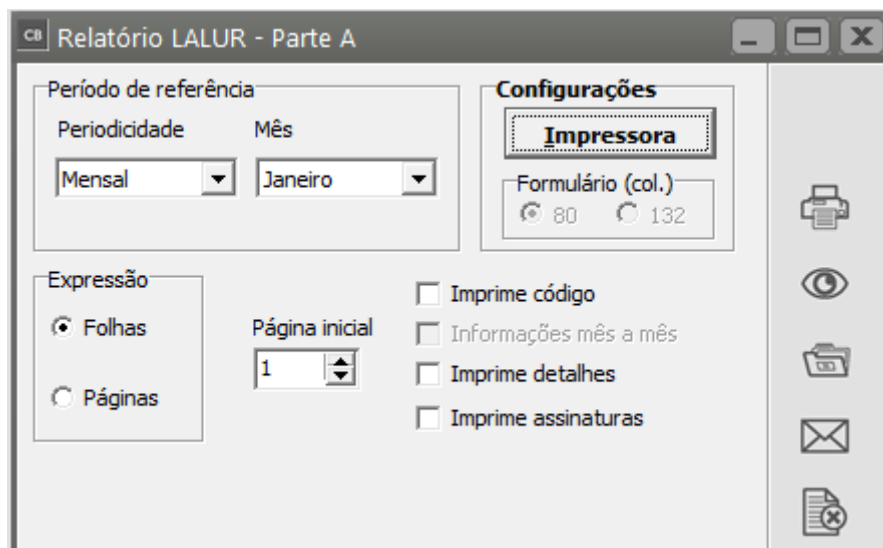 CB Relatório LALUR - Parte A
Período de referência
Periodicidade Mês
Mensal Janeiro
Configurações
Impressora
Formulário (col.)
80 132
Expressão
Folhas
Páginas
Página inicial
1
Imprime código
Informações mês a mês
Imprime detalhes
Imprime assinaturas